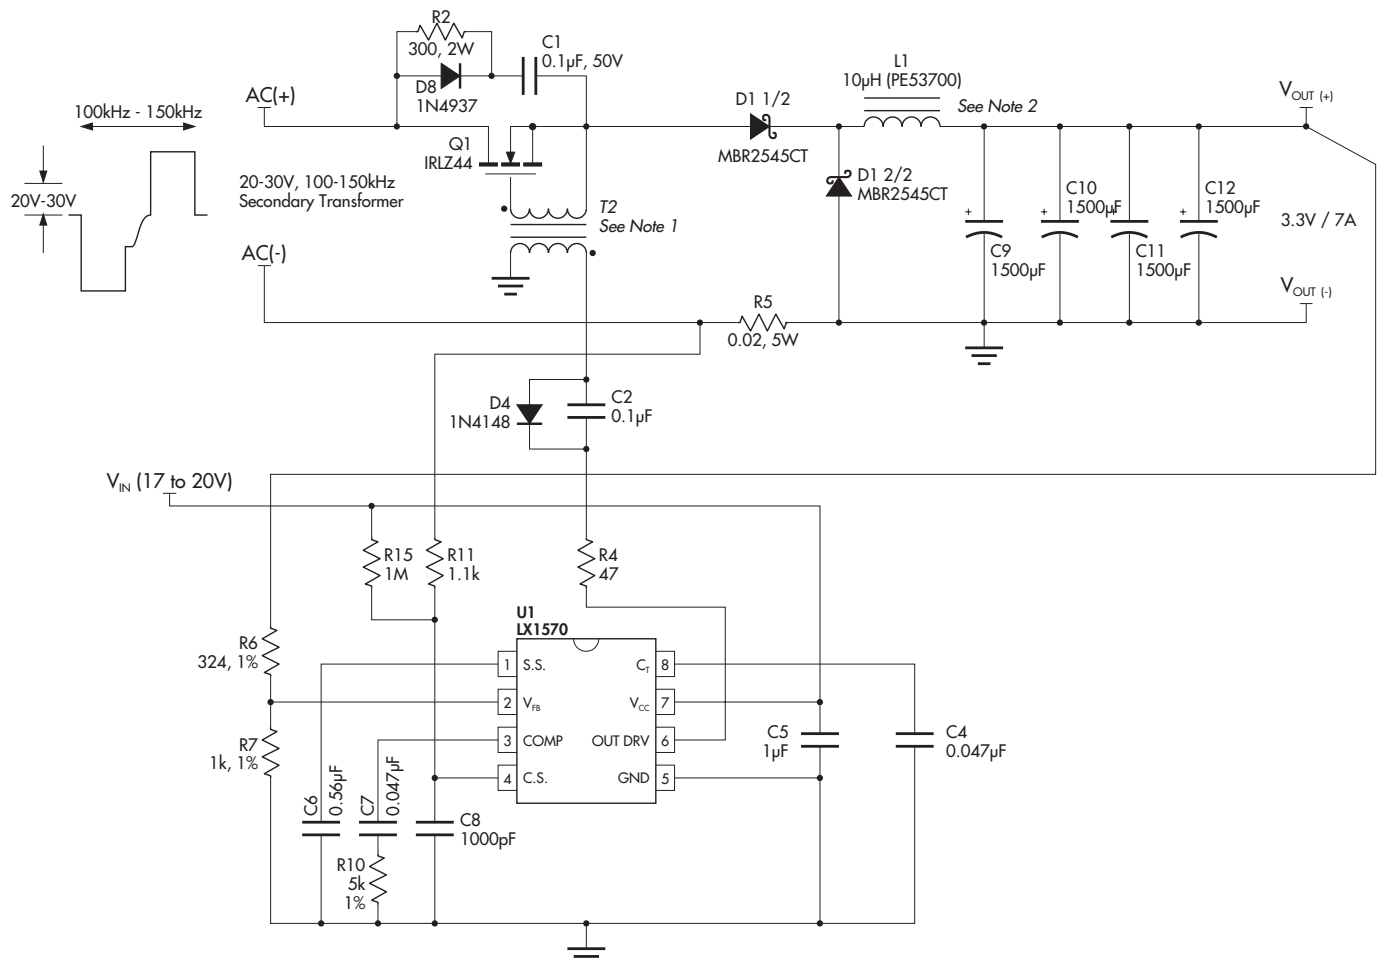 R2
300, 2W
D8
1N4937
C1
0.1µF, 50V
AC(+)
100kHz - 150kHz
20V-30V
20-30V, 100-150kHz
Secondary Transformer
AC(-)
Q1
IRLZ44
T2
See Note 1
D1 1/2
MBR2545CT
L1
10µH (PE53700)
See Note 2
D1 2/2
MBR2545CT
VOUT (+)
C9
1500µF
C10
1500µF
C11
1500µF
C12
1500µF
3.3V / 7A
VOUT (-)
R5
0.02, 5W
D4
1N4148
C2
0.1µF
VIN (17 to 20V)
R15
1M
R11
1.1k
R4
47
U1
LX1570
R6
324, 1%
R7
1k, 1%
1 S.S.
2 VFB
3 COMP
4 C.S.
CT 8
VCC 7
OUT DRV 6
GND 5
C5
1µF
C4
0.047µF
C6
0.56µF
C7
0.047µF
C8
1000pF
R10
5k
1%
+
+
+
+